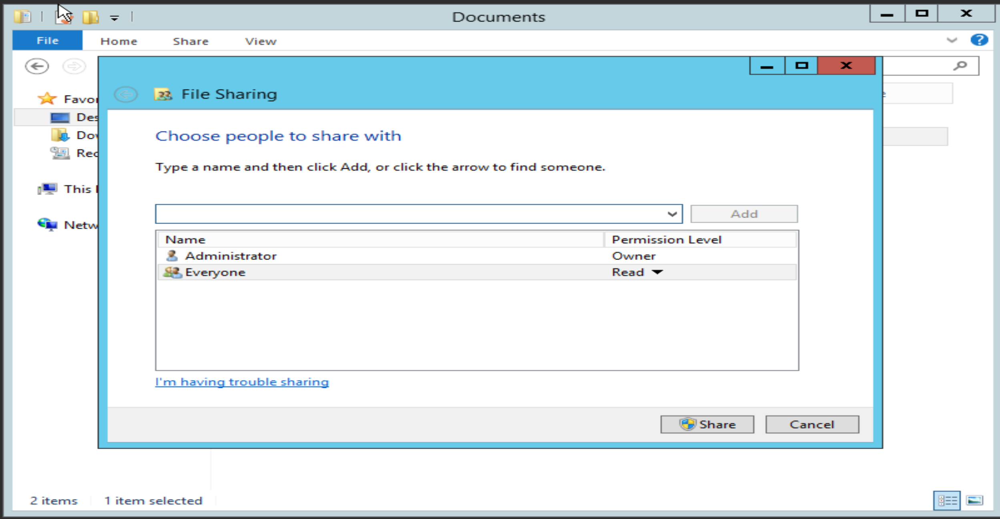 Documents
File Home Share View
File Sharing
Favor
Des
Choose people to share with
Type a name and then click Add, or click the arrow to find someone.
This
Netw
Add
Name Permission Level
Administrator Owner
Everyone Read
I'm having trouble sharing
Share Cancel
2 items 1 item selected